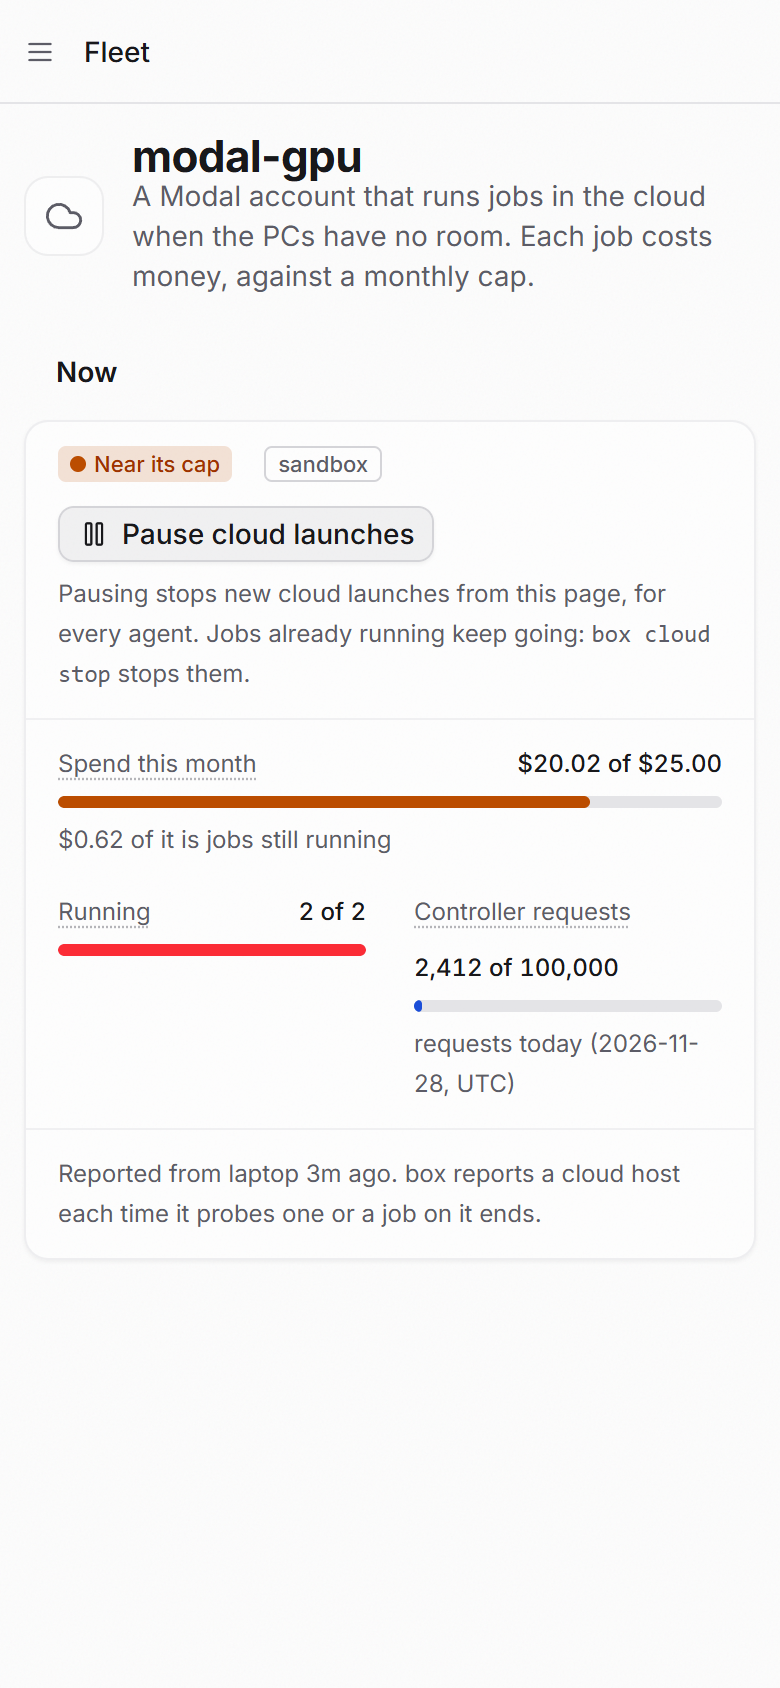 Fleet
modal-gpu
A Modal account that runs jobs in the cloud
when the PCs have no room. Each job costs
money, against a monthly cap.
Now
Near its cap
sandbox
Pause cloud launches
Pausing stops new cloud launches from this page, for
every agent. Jobs already running keep going: box cloud
stop stops them.
Spend this month
$20.02 of $25.00
$0.62 of it is jobs still running
Running
2 of 2
Controller requests
2,412 of 100,000
requests today (2026-11-
28, UTC)
Reported from laptop 3m ago. box reports a cloud host
each time it probes one or a job on it ends.